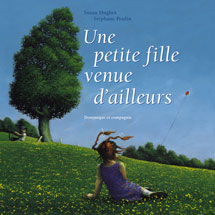 Susan Hughes
Stéphane Poulin
Une
petite fille
venue
d'ailleurs
Dominique et compagnie